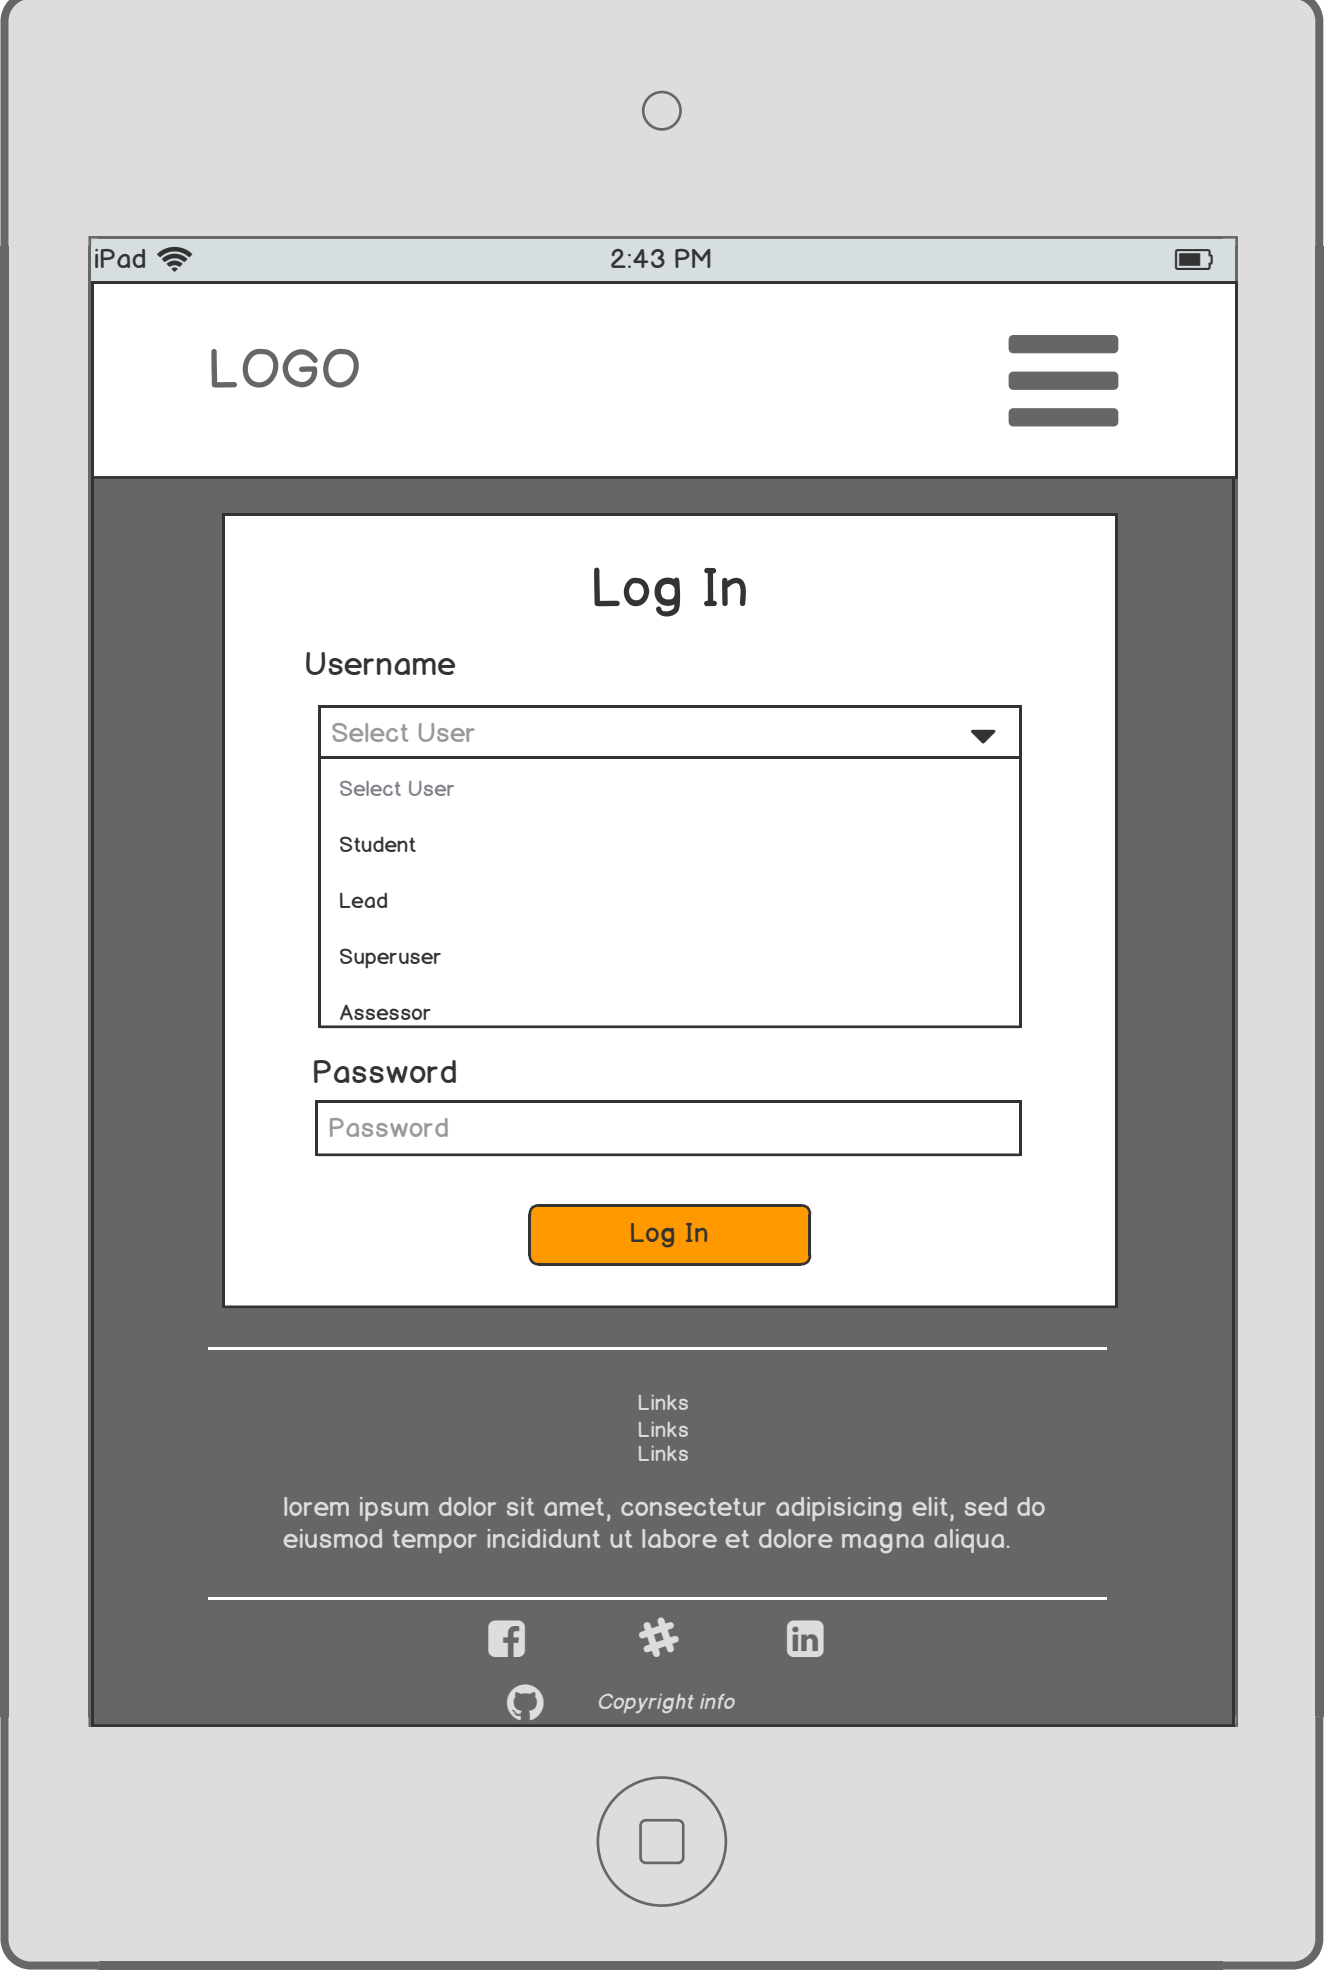 iPad 2:43 PM
LOGO
Log In
Username
Select User
Select User
Student
Lead
Superuser
Assessor
Password
Password
Log In
Links
Links
Links
lorem ipsum dolor sit amet, consectetur adipisicing elit, sed do
eiusmod tempor incididunt ut labore et dolore magna aliqua.
Copyright info